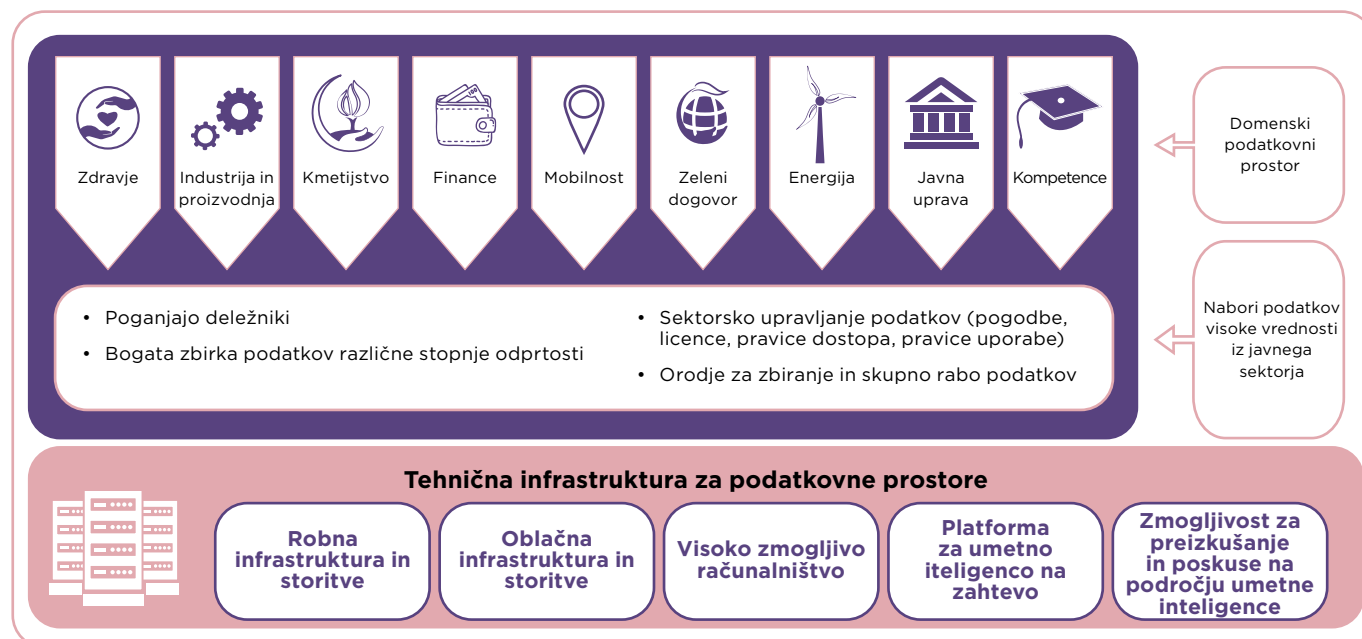 Zdravje
Industrija in
proizvodnja
Kmetijstvo
Finance
Mobilnost
Zeleni
dogovor
Energija
Javna
uprava
Kompetence
Domenski
podatkovni
prostor
• Poganjajo deležniki
• Bogata zbirka podatkov različne stopnje odprtosti
• Sektorsko upravljanje podatkov (pogodbe,
licence, pravice dostopa, pravice uporabe)
• Orodje za zbiranje in skupno rabo podatkov
Nabori podatkov
visoke vrednosti
iz javnega
sektorja
Tehnična infrastruktura za podatkovne prostore
Robna
infrastruktura in
storitve
Oblačna
infrastruktura in
storitve
Visoko zmogljivo
računalništvo
Platforma
za umetno
iteligenco na
zahtevo
Zmogljivost za
preizkušanje
in poskuse na
področju umetne
inteligence